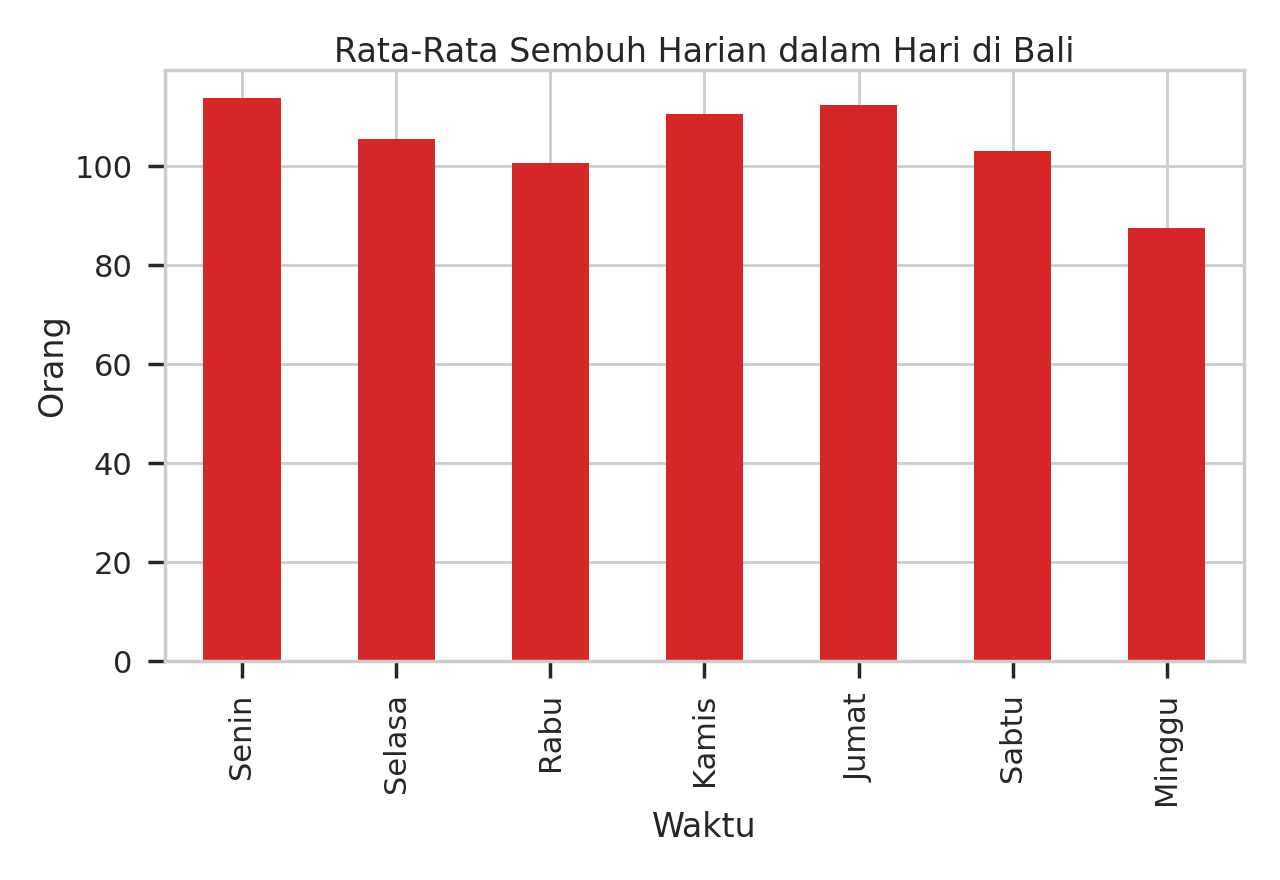 Rata-Rata Sembuh Harian dalam Hari di Bali
Orang
100
80
60
40
20
0
Senin
Selasa
Rabu
Kamis
Jumat
Sabtu
Minggu
Waktu